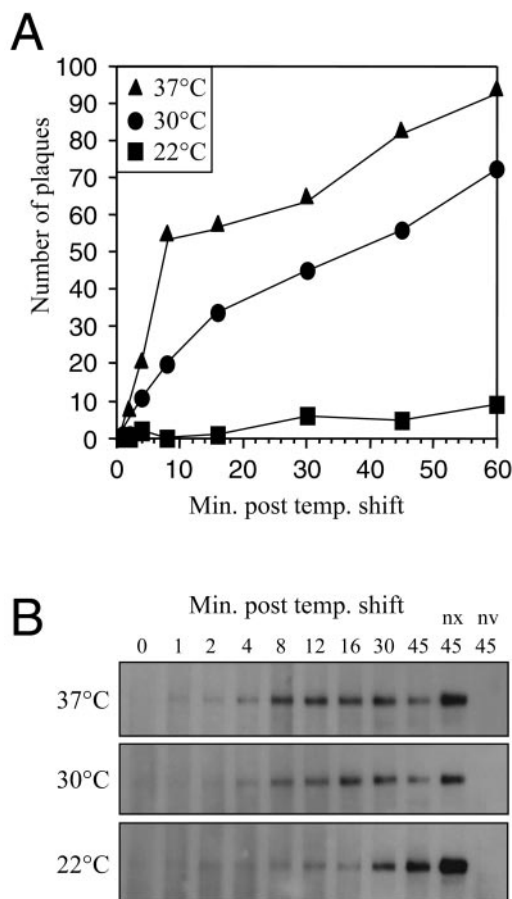 A
100
90
80
70
60
50
40
30
20
10
0
Number of plaques
37°C
30°C
22°C
0 10 20 30 40 50 60
Min. post temp. shift
B
Min. post temp. shift
nx nv
0 1 2 4 8 12 16 30 45 45 45
37°C
30°C
22°C